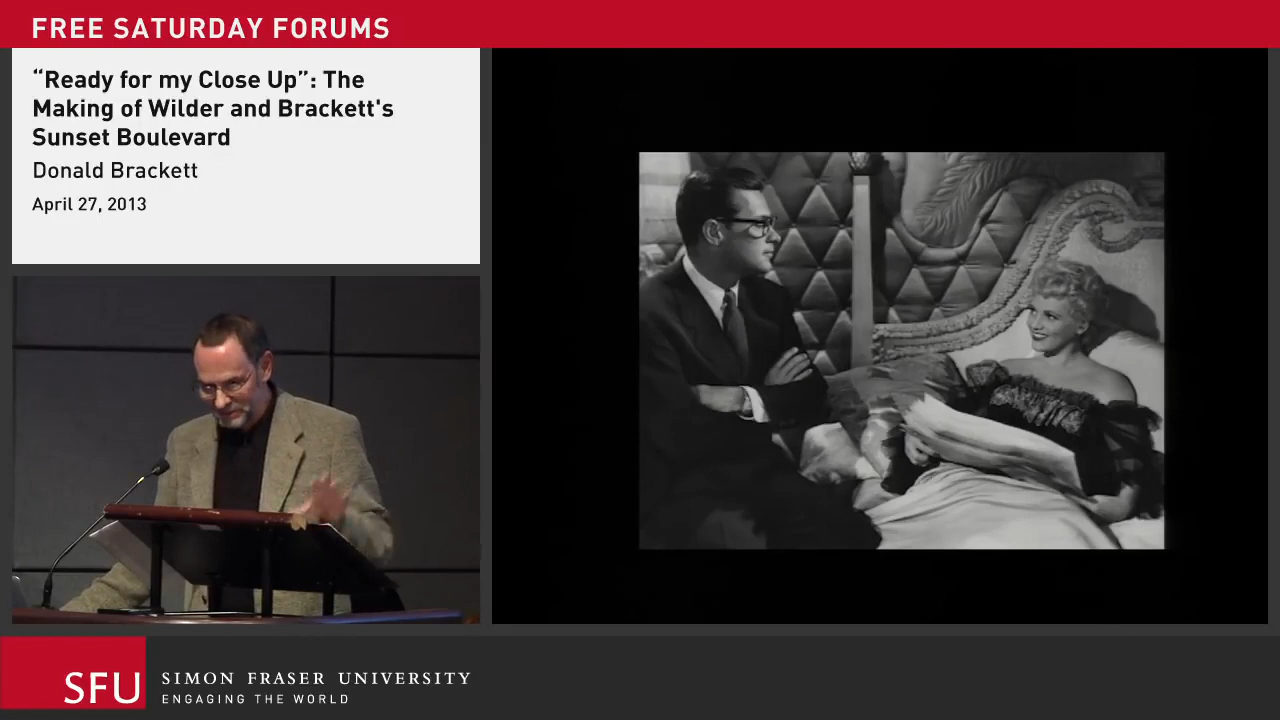 FREE SATURDAY FORUMS
“Ready for my Close Up”: The
Making of Wilder and Brackett's
Sunset Boulevard
Donald Brackett
April 27, 2013
SFU
SIMON FRASER UNIVERSITY
ENGAGING THE WORLD